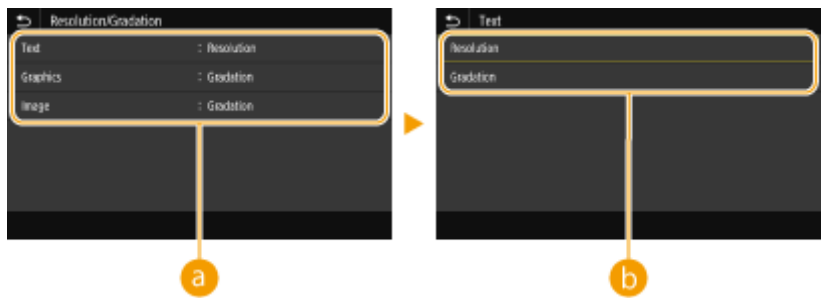 Resolution/Gradation
Text : Resolution
Graphics : Gradation
Image : Gradation
a
Text
Resolution
Gradation
b